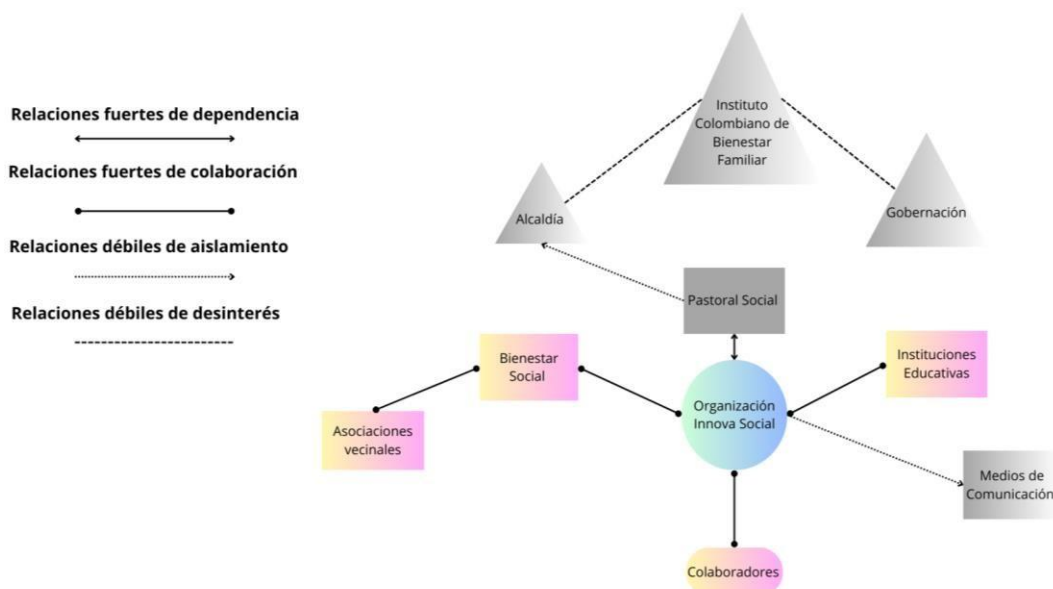 Relaciones fuertes de dependencia
Relaciones fuertes de colaboración
Relaciones débiles de aislamiento
Relaciones débiles de desinterés
Instituto
Colombiano de
Bienestar
Familiar
Alcaldía
Gobernación
Pastoral Social
Bienestar
Social
Instituciones
Educativas
Organización
Innova Social
Asociaciones
vecinales
Medios de
Comunicación
Colaboradores